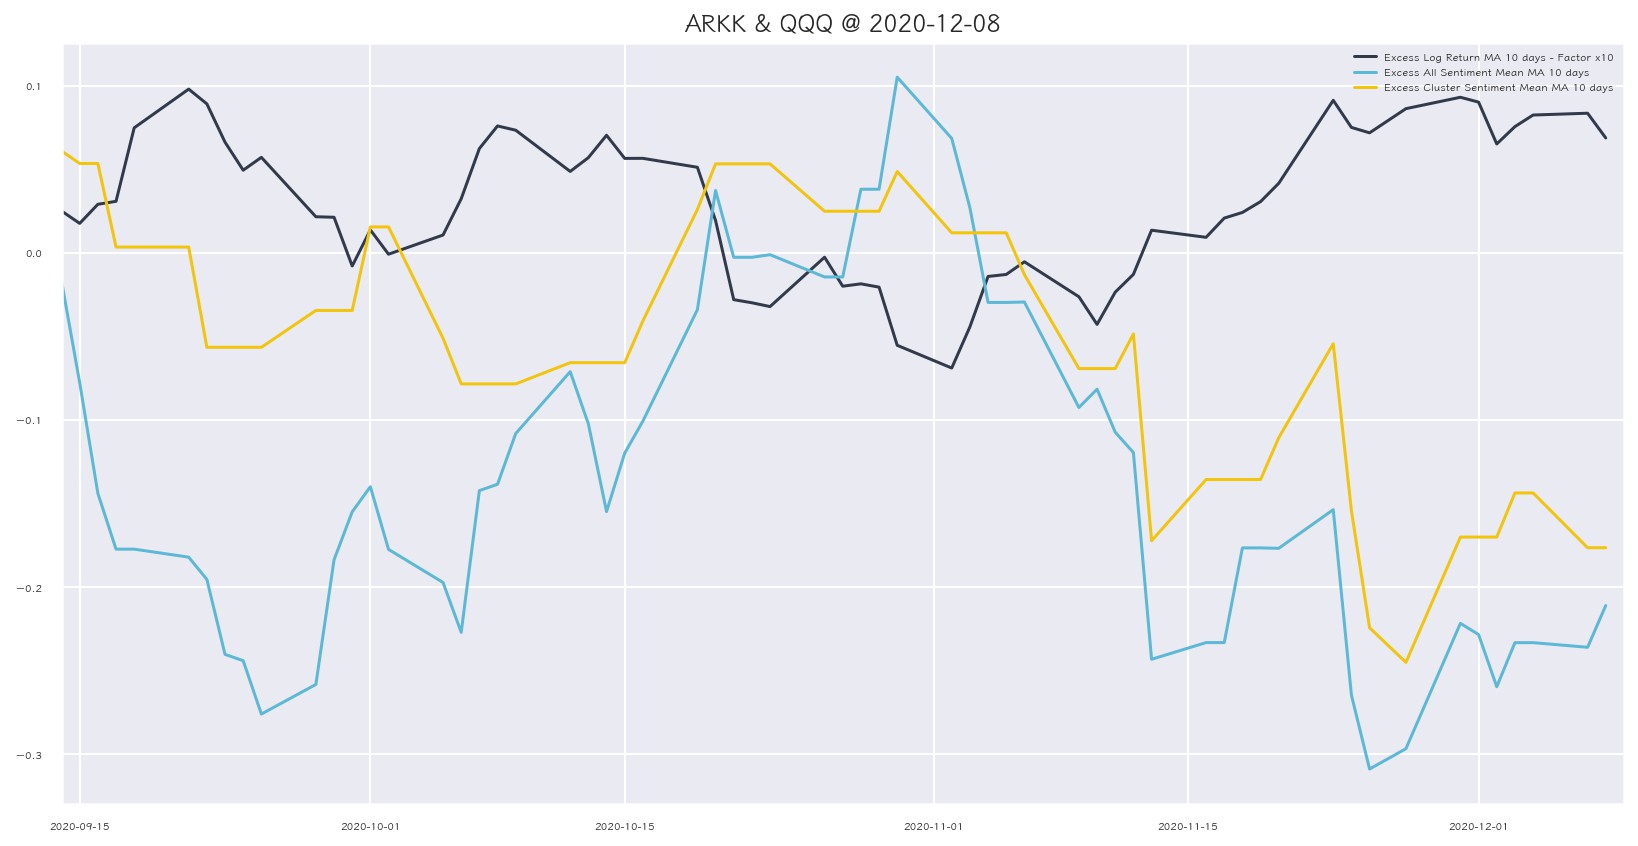 ARKK & QQQ @ 2020-12-08
Excess Log Return MA 10 days - Factor x10
Excess All Sentiment Mean MA 10 days
Excess Cluster Sentiment Mean MA 10 days
0.1
0.0
−0.1
−0.2
−0.3
2020-09-15
2020-10-01
2020-10-15
2020-11-01
2020-11-15
2020-12-01